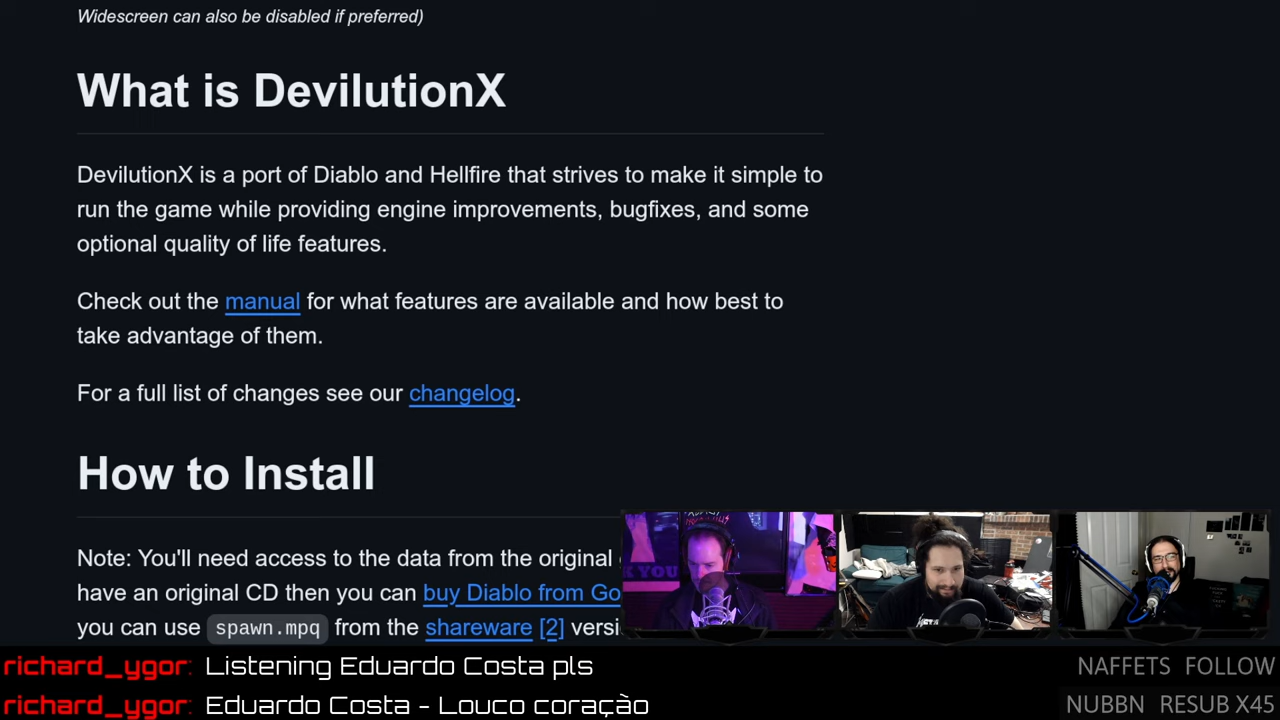 Widescreen can also be disabled if preferred)
What is DevilutionX
DevilutionX is a port of Diablo and Hellfire that strives to make it simple to
run the game while providing engine improvements, bugfixes, and some
optional quality of life features.
Check out the manual for what features are available and how best to
take advantage of them.
For a full list of changes see our changelog.
How to Install
Note: You'll need access to the data from the original
have an original CD then you can buy Diablo from Go
you can use spawn.mpq from the shareware [2] versi
YOU
richard_ygor: Listening Eduardo Costa pls
richard_ygor: Eduardo Costa - Louco coração
NAFFETS FOLLOW
NUBBN RESUB X45